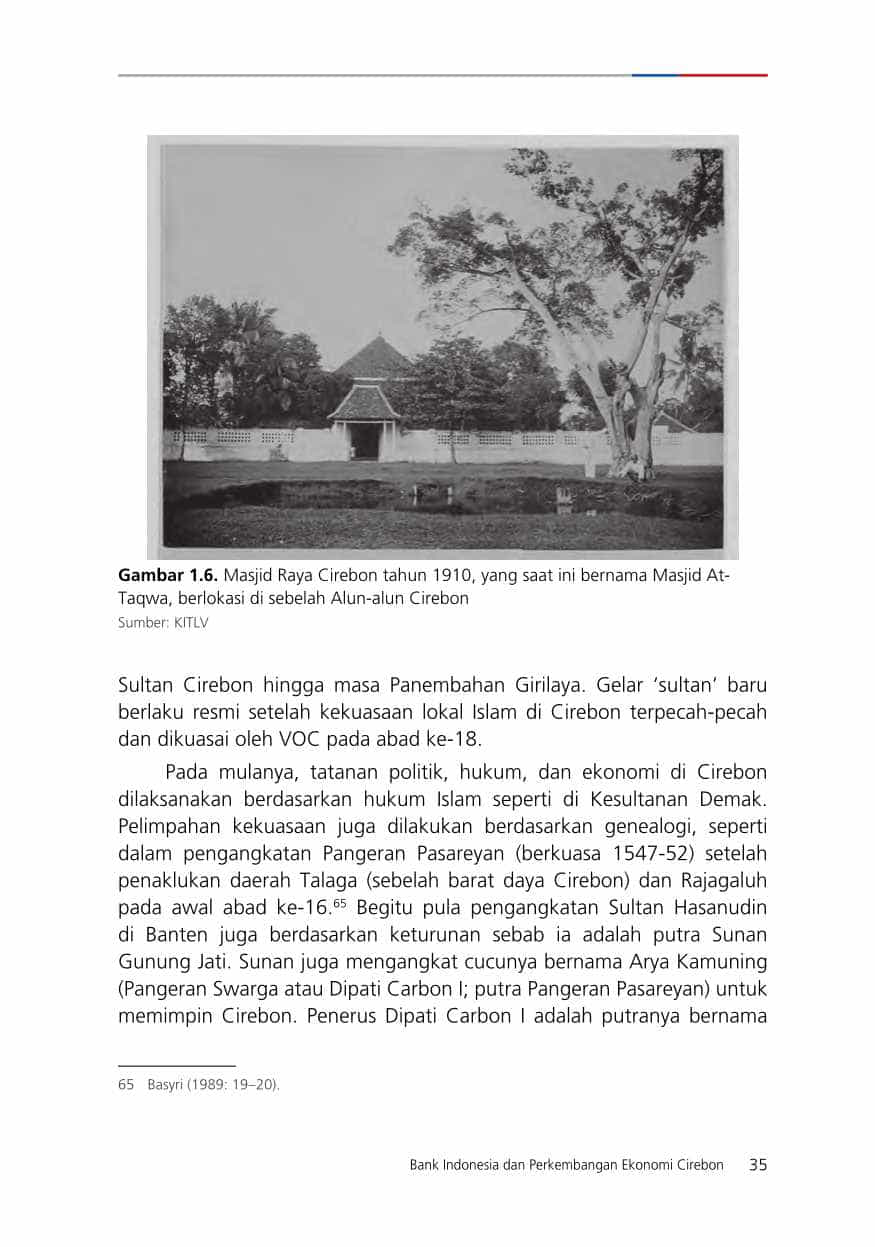 Gambar 1.6. Masjid Raya Cirebon tahun 1910, yang saat ini bernama Masjid At-
Taqwa, berlokasi di sebelah Alun-alun Cirebon
Sumber: KITLV
Sultan Cirebon hingga masa Panembahan Girilaya. Gelar ‘sultan’ baru
berlaku resmi setelah kekuasaan lokal Islam di Cirebon terpecah-pecah
dan dikuasai oleh VOC pada abad ke-18.
Pada mulanya, tatanan politik, hukum, dan ekonomi di Cirebon
dilaksanakan berdasarkan hukum Islam seperti di Kesultanan Demak.
Pelimpahan kekuasaan juga dilakukan berdasarkan genealogi, seperti
dalam pengangkatan Pangeran Pasareyan (berkuasa 1547-52) setelah
penaklukan daerah Talaga (sebelah barat daya Cirebon) dan Rajagaluh
pada awal abad ke-16.65 Begitu pula pengangkatan Sultan Hasanudin
di Banten juga berdasarkan keturunan sebab ia adalah putra Sunan
Gunung Jati. Sunan juga mengangkat cucunya bernama Arya Kamuning
(Pangeran Swarga atau Dipati Carbon I; putra Pangeran Pasareyan) untuk
memimpin Cirebon. Penerus Dipati Carbon I adalah putranya bernama
65 Basyri (1989: 19–20).
Bank Indonesia dan Perkembangan Ekonomi Cirebon 35